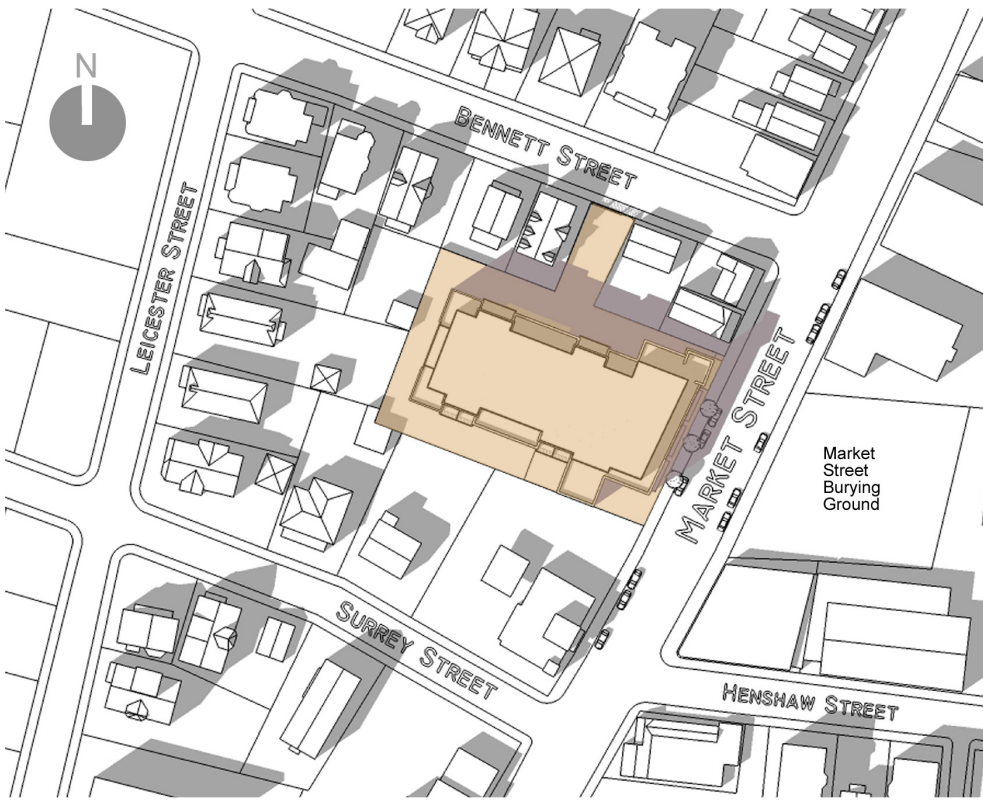 N
BENNETT STREET
LEICESTER STREET
MARKET STREET
Market
Street
Burying
Ground
SURREY STREET
HENSHAW STREET